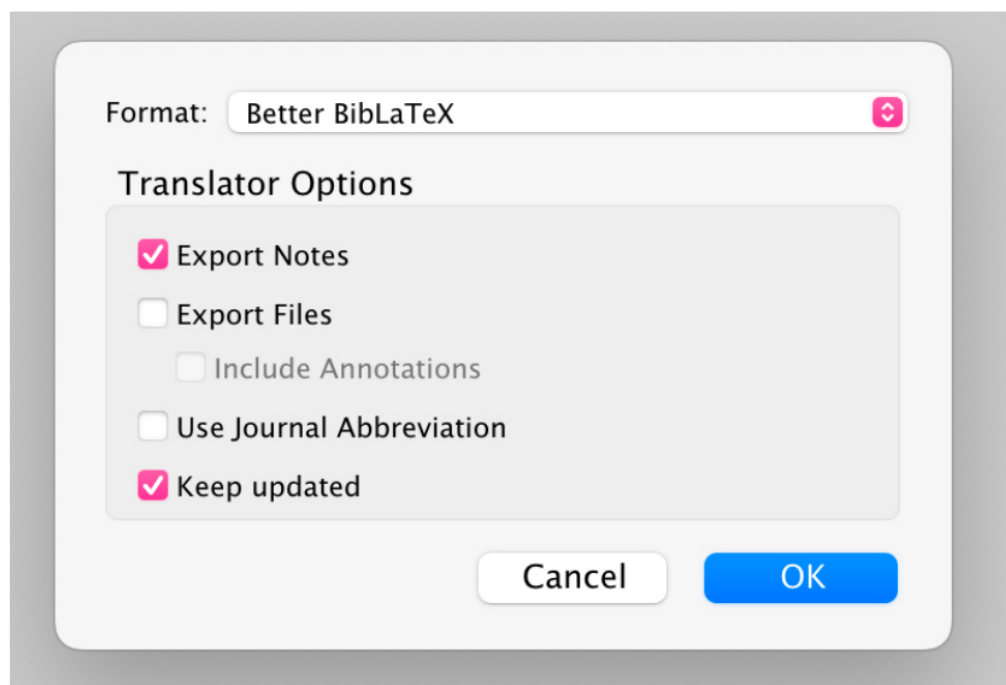 Format: Better BibLaTeX
Translator Options
Export Notes
Export Files
Include Annotations
Use Journal Abbreviation
Keep updated
Cancel OK